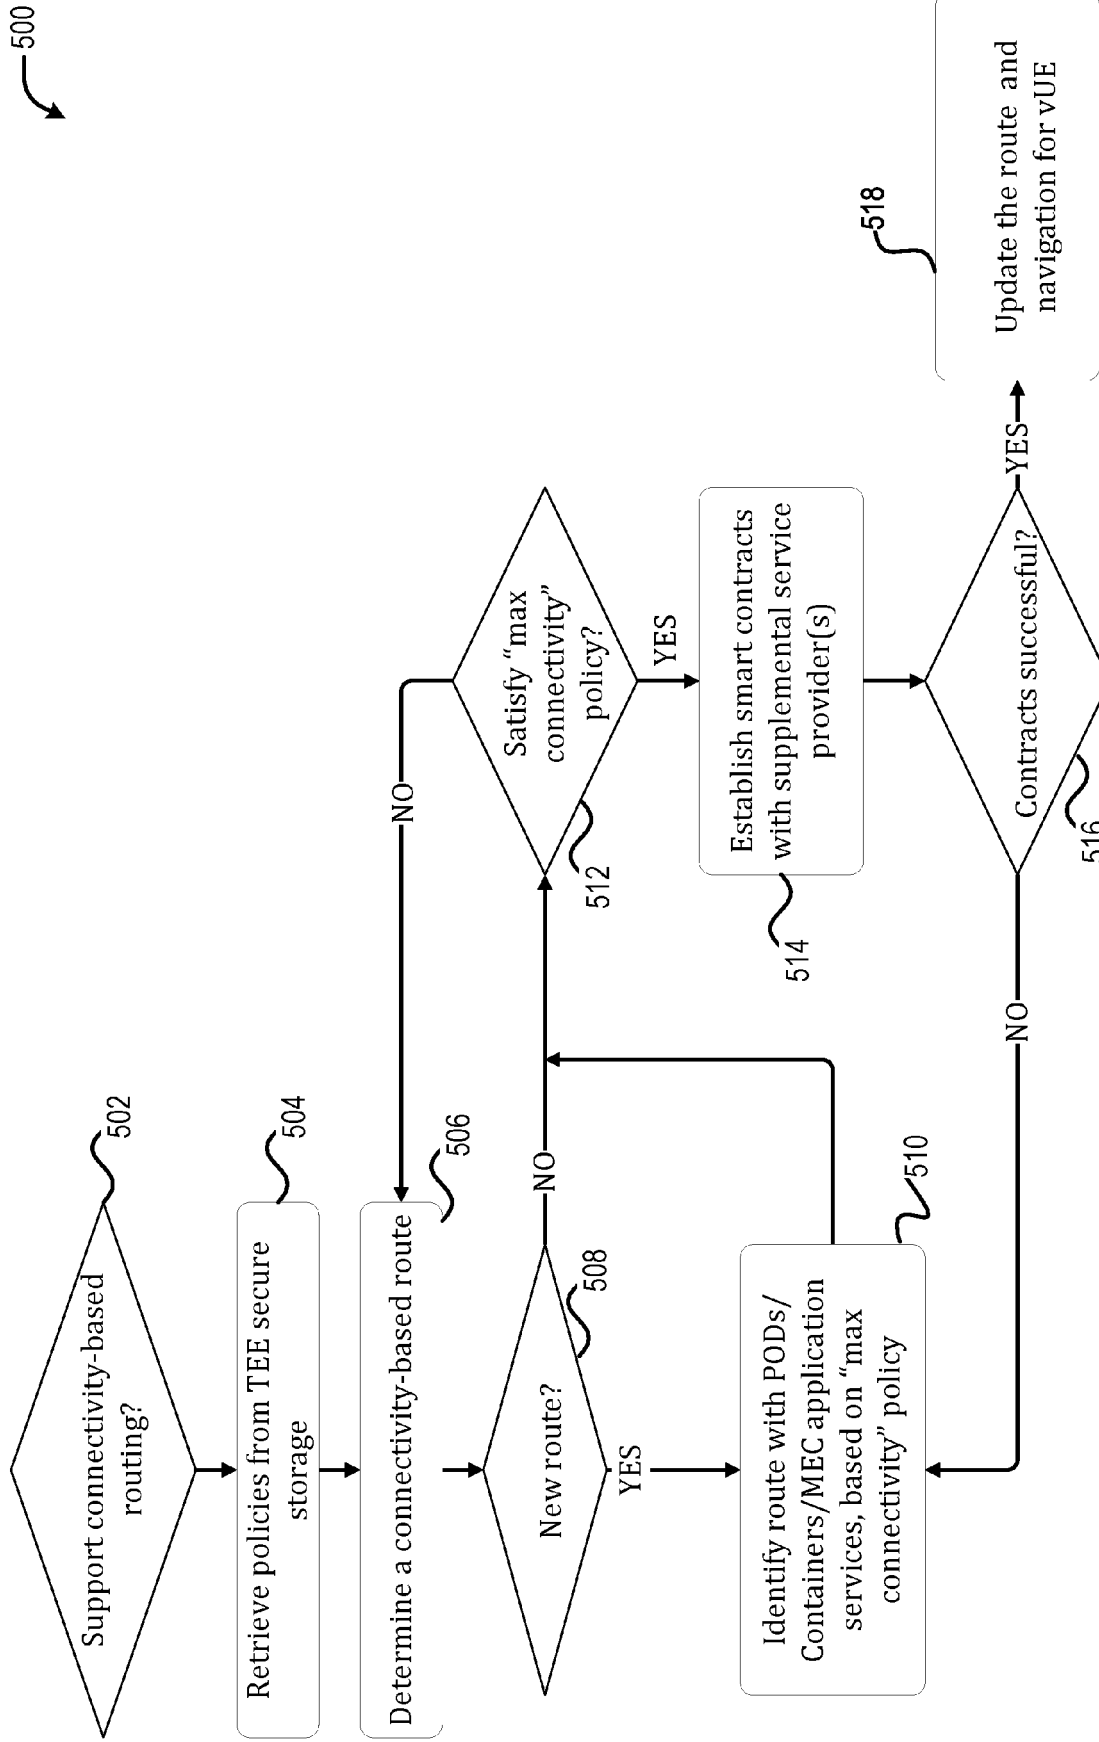 500
502
Support connectivity-based
routing?
504
Retrieve policies from TEE secure
storage
506
Determine a connectivity-based route
508
New route?
NO
YES
510
Identify route with PODs/
Containers/MEC application
services, based on “max
connectivity” policy
NO
512
Satisfy “max
connectivity”
policy?
YES
514
Establish smart contracts
with supplemental service
provider(s)
516
Contracts successful?
NO
YES
518
Update the route and
navigation for vUE